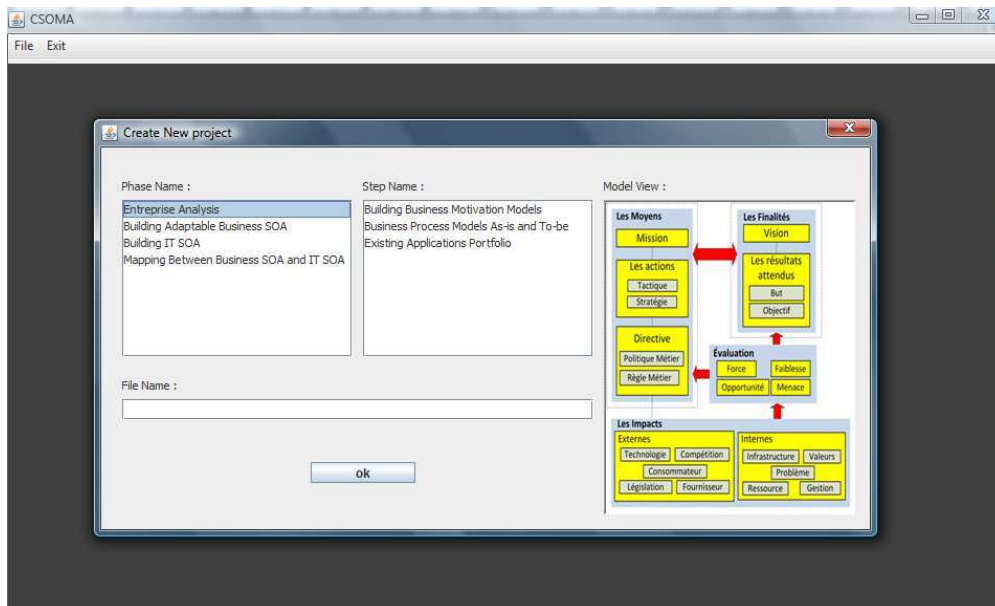 CSOMA
File Exit
Create New project
Phase Name :
Entreprise Analysis
Building Adaptable Business SOA
Building IT SOA
Mapping Between Business SOA and IT SOA
Step Name :
Building Business Motivation Models
Business Process Models As-is and To-be
Existing Applications Portfolio
File Name :
ok
Model View :
Les Moyens
Mission
Les actions
Tactique
Stratégie
Directive
Politique Métier
Règle Métier
Les Finalités
Vision
Les résultats
attendus
But
Objectif
Évaluation
Force Faiblesse
Opportunité Menace
Les Impacts
Externes
Technologie Compétition
Consommateur
Législation Fournisseur
Internes
Infrastructure Valeurs
Problème
Ressource Gestion